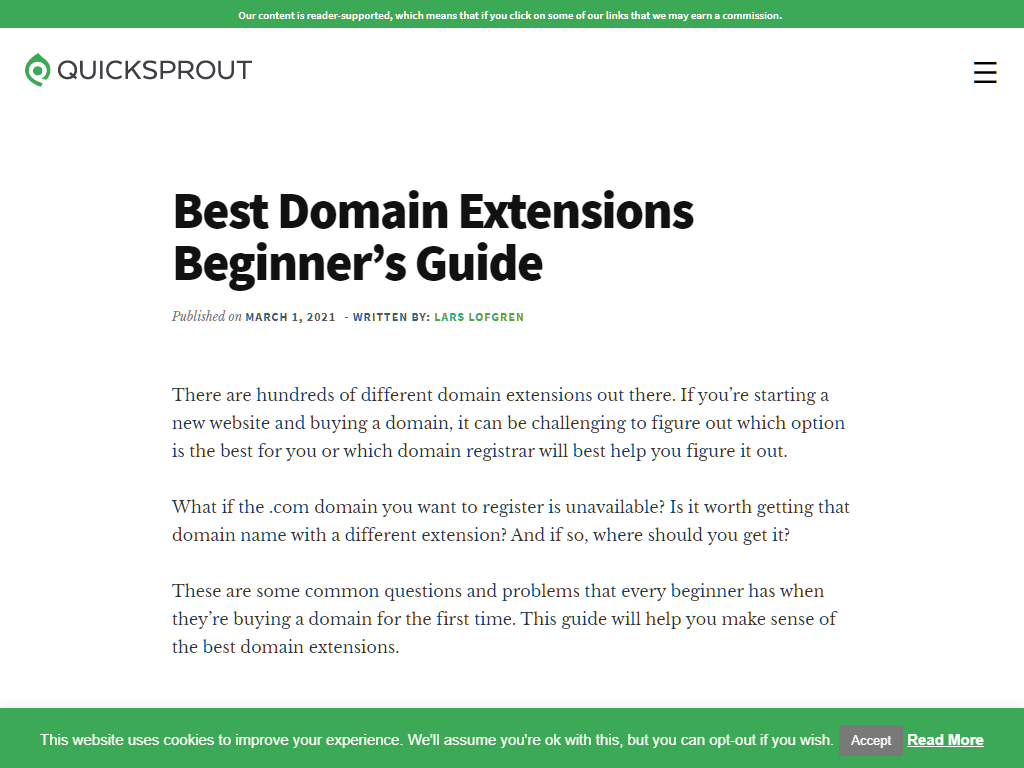 Our content is reader-supported, which means that if you click on some of our links that we may earn a commission.
QUICKSPROUT
Best Domain Extensions
Beginner’s Guide
Published on MARCH 1, 2021 - WRITTEN BY: LARS LOFGREN
There are hundreds of different domain extensions out there. If you’re starting a
new website and buying a domain, it can be challenging to figure out which option
is the best for you or which domain registrar will best help you figure it out.
What if the .com domain you want to register is unavailable? Is it worth getting that
domain name with a different extension? And if so, where should you get it?
These are some common questions and problems that every beginner has when
they’re buying a domain for the first time. This guide will help you make sense of
the best domain extensions.
This website uses cookies to improve your experience. We'll assume you're ok with this, but you can opt-out if you wish. Accept Read More